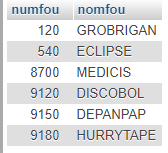 numfou nomfou
120 GROBRIGAN
540 ECLIPSE
8700 MEDICIS
9120 DISCOBOL
9150 DEPANPAP
9180 HURRYTAPE